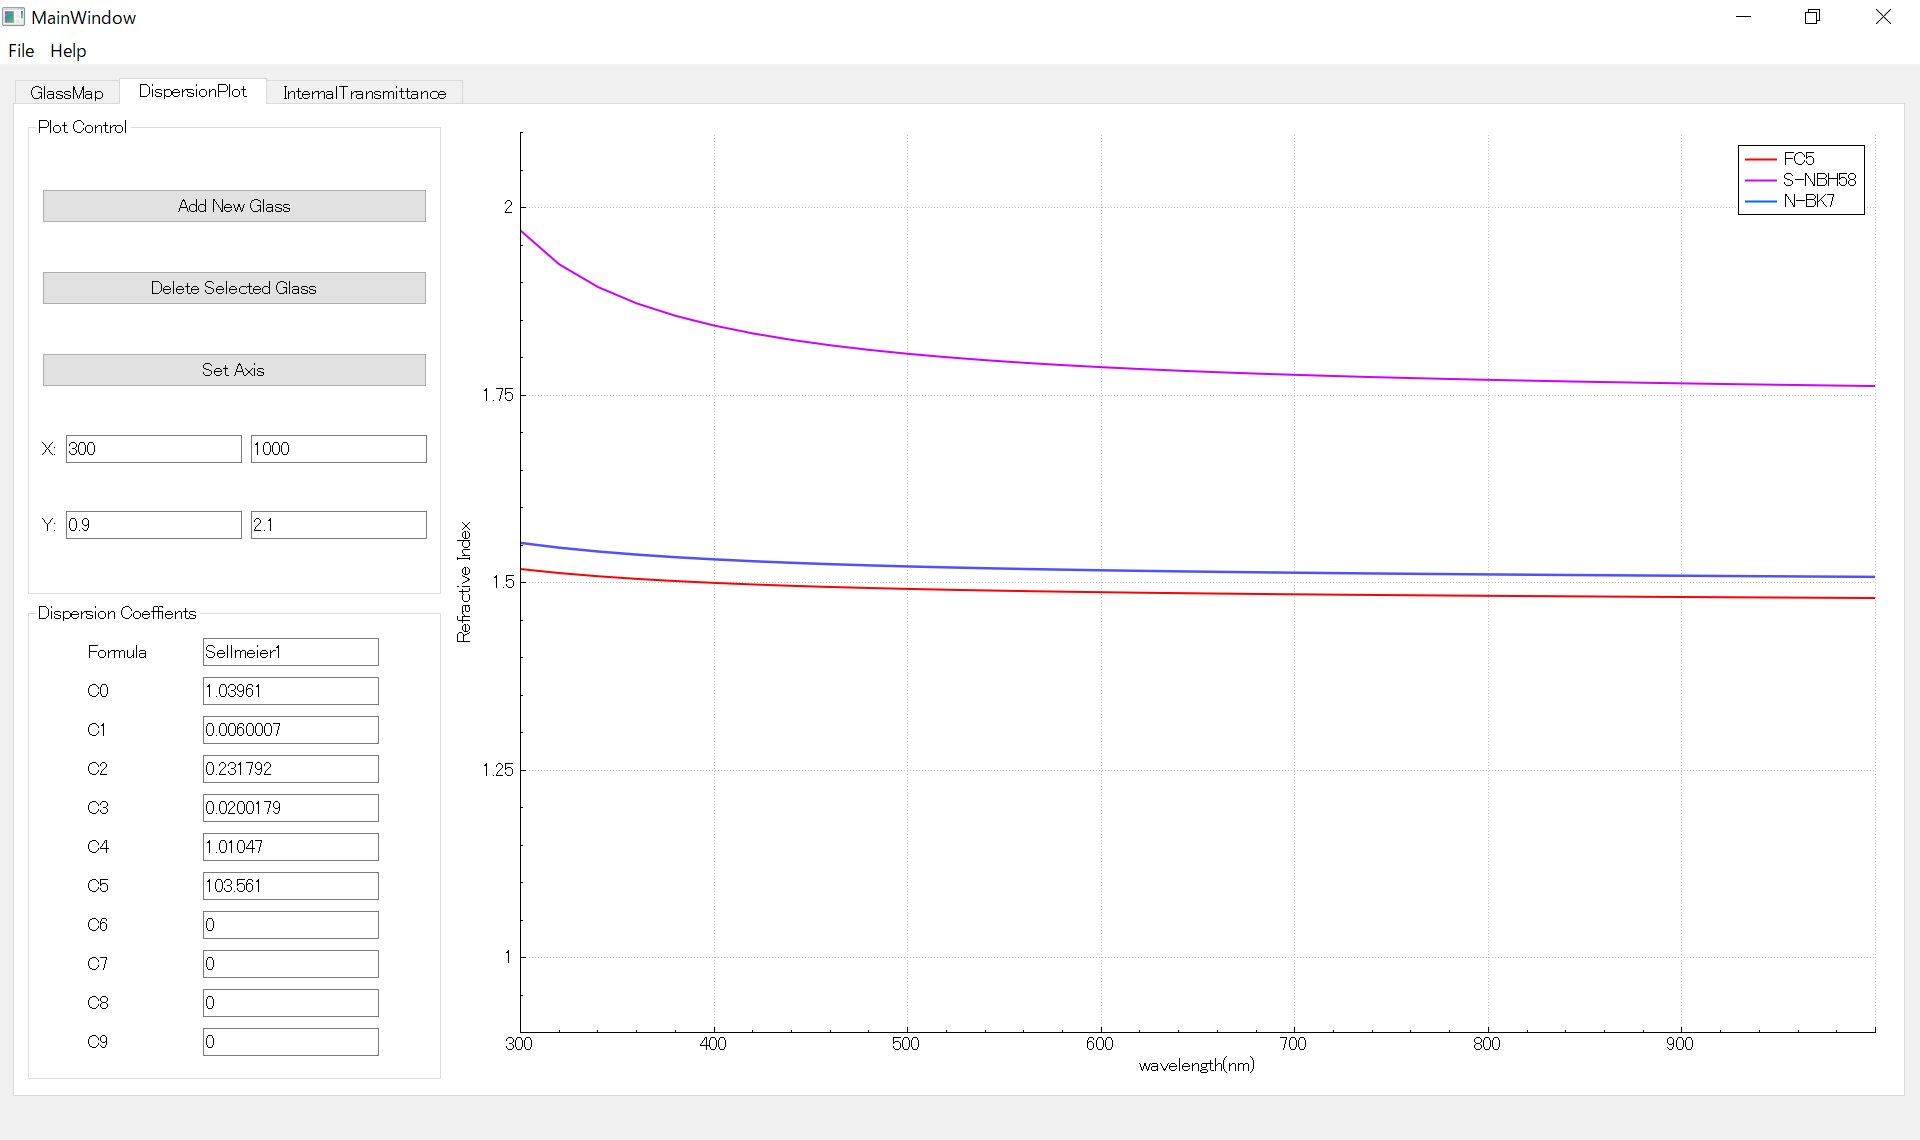 MainWindow
File Help
GlassMap DispersionPlot InternalTransmittance
Plot Control
Add New Glass
Delete Selected Glass
Set Axis
X: 300 1000
Y: 0.9 2.1
Dispersion Coeffients
Formula Sellmeier1
C0 1.03961
C1 0.0060007
C2 0.231792
C3 0.0200179
C4 1.01047
C5 103.561
C6 0
C7 0
C8 0
C9 0
Refractive Index
2
1.75
1.5
1.25
1
300 400 500 600 700 800 900
wavelength(nm)
FC5
S-NBH58
N-BK7